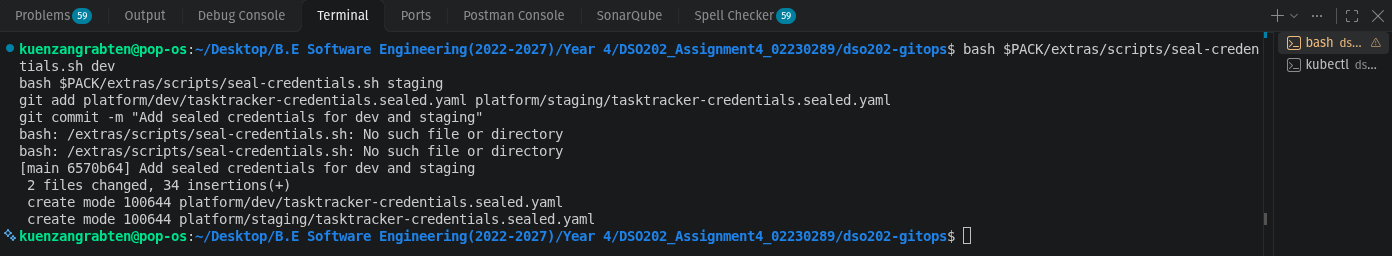 Problems 59 Output Debug Console Terminal Ports Postman Console SonarQube Spell Checker 59
kuenzangrabten@pop-os:~/Desktop/B.E Software Engineering(2022-2027)/Year 4/DSO202_Assignment4_02230289/dso202-gitops$ bash $PACK/extras/scripts/seal-creden
tials.sh dev
bash $PACK/extras/scripts/seal-credentials.sh staging
git add platform/dev/tasktracker-credentials.sealed.yaml platform/staging/tasktracker-credentials.sealed.yaml
git commit -m "Add sealed credentials for dev and staging"
bash: /extras/scripts/seal-credentials.sh: No such file or directory
bash: /extras/scripts/seal-credentials.sh: No such file or directory
[main 6570b64] Add sealed credentials for dev and staging
 2 files changed, 34 insertions(+)
 create mode 100644 platform/dev/tasktracker-credentials.sealed.yaml
 create mode 100644 platform/staging/tasktracker-credentials.sealed.yaml
kuenzangrabten@pop-os:~/Desktop/B.E Software Engineering(2022-2027)/Year 4/DSO202_Assignment4_02230289/dso202-gitops$
bash ds...
kubectl ds...